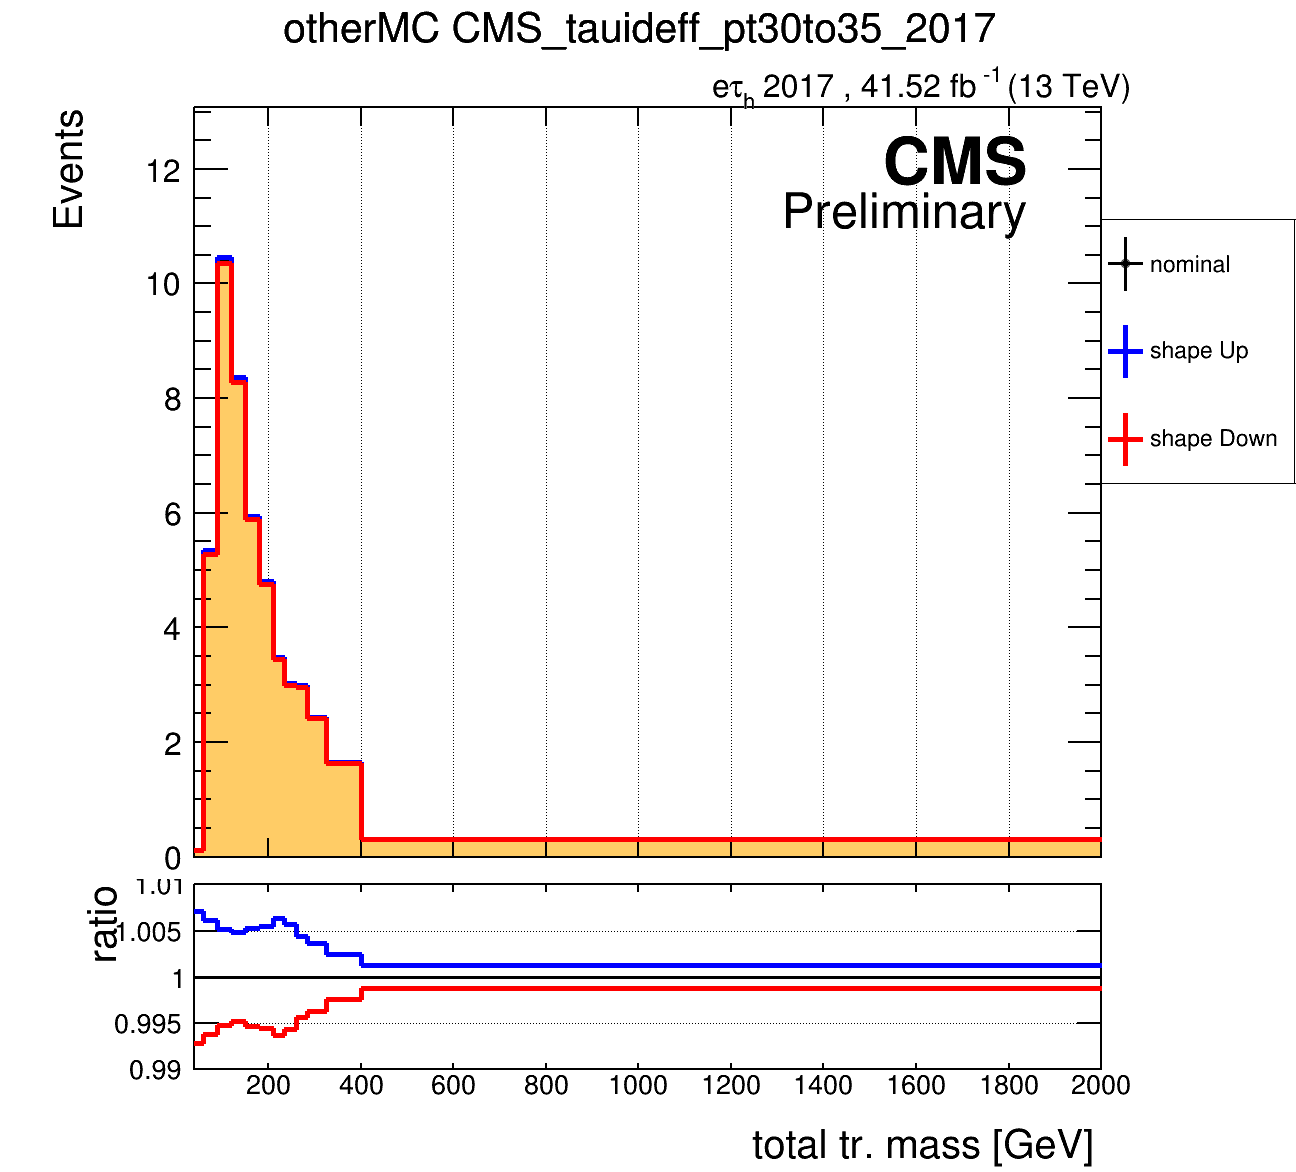 otherMC CMS_tauideff_pt30to35_2017
eτh 2017 , 41.52 fb -1 (13 TeV)
Events
CMS
Preliminary
12
10
8
6
4
2
0
nominal
shape Up
shape Down
ratio
1.01
1.005
1
0.995
0.99
200 400 600 800 1000 1200 1400 1600 1800 2000
total tr. mass [GeV]